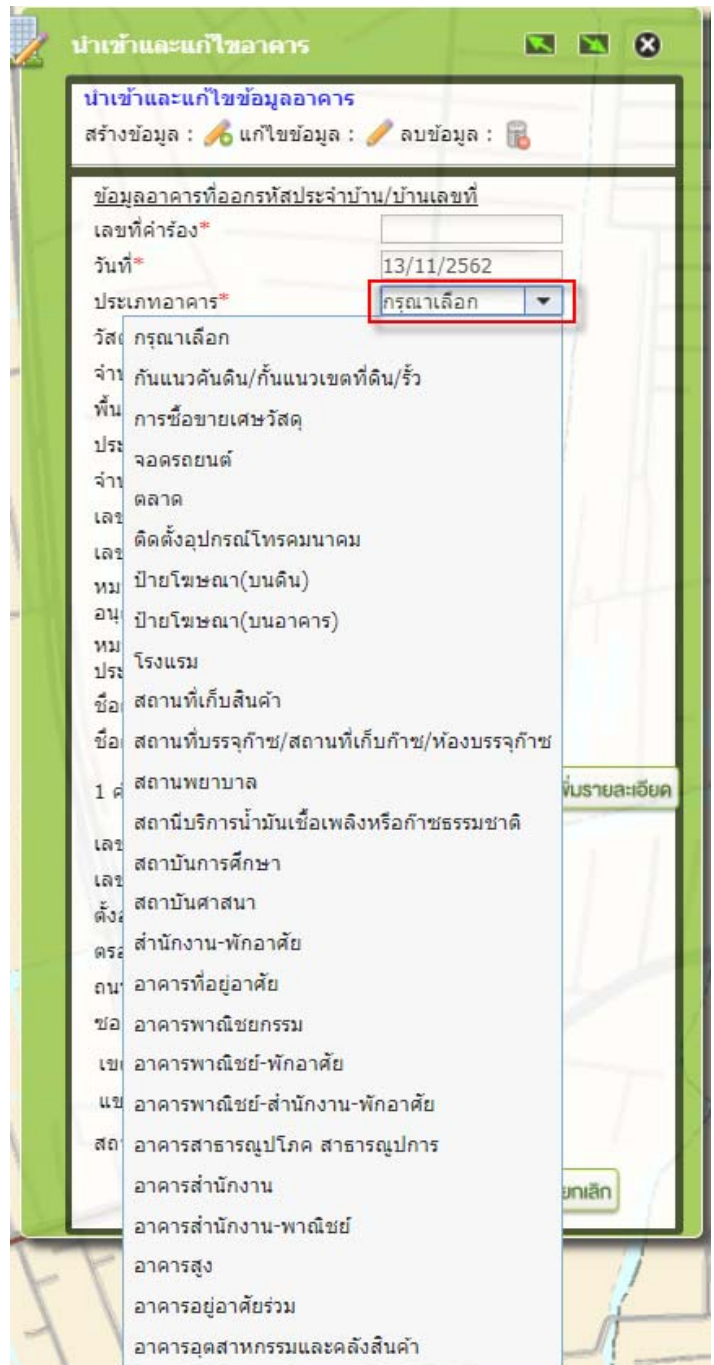 นำเข้าและแก้ไขอาคาร
นำเข้าและแก้ไขข้อมูลอาคาร
สร้างข้อมูล : แก้ไขข้อมูล : ลบข้อมูล :
ข้อมูลอาคารที่ออกรหัสประจำบ้าน/บ้านเลขที่
เลขที่คำร้อง*
วันที่* 13/11/2562
ประเภทอาคาร* กรุณาเลือก
กรุณาเลือก
กันแนวคันดิน/กั้นแนวเขตที่ดิน/รั้ว
การซื้อขายเศษวัสดุ
จอดรถยนต์
ตลาด
ติดตั้งอุปกรณ์โทรคมนาคม
ป้ายโฆษณา(บนดิน)
ป้ายโฆษณา(บนอาคาร)
โรงแรม
สถานที่เก็บสินค้า
สถานที่บรรจุก๊าซ/สถานที่เก็บก๊าซ/ห้องบรรจุก๊าซ
สถานพยาบาล
สถานีบริการน้ำมันเชื้อเพลิงหรือก๊าซธรรมชาติ
สถาบันการศึกษา
สถาบันศาสนา
สำนักงาน-พักอาศัย
อาคารที่อยู่อาศัย
อาคารพาณิชยกรรม
อาคารพาณิชย์-พักอาศัย
อาคารพาณิชย์-สำนักงาน-พักอาศัย
อาคารสาธารณูปโภค สาธารณูปการ
อาคารสำนักงาน
อาคารสำนักงาน-พาณิชย์
อาคารสูง
อาคารอยู่อาศัยร่วม
อาคารอุตสาหกรรมและคลังสินค้า